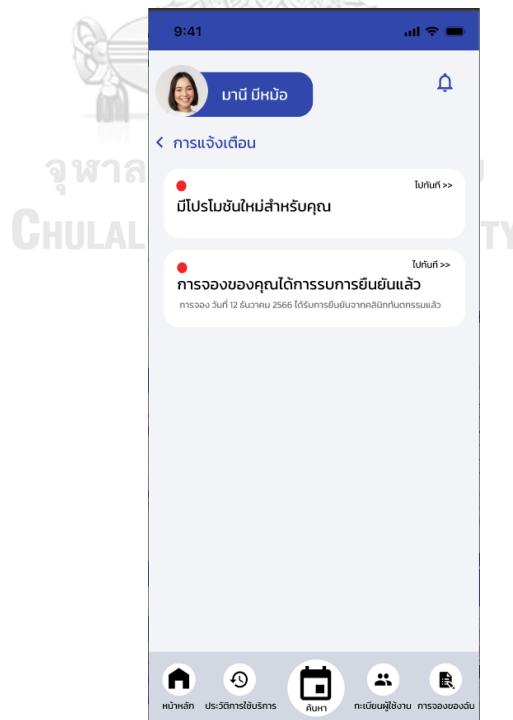 9:41
มานี มีหม้อ
การแจ้งเตือน
ไปทันที >>
มีโปรโมชันใหม่สำหรับคุณ
ไปทันที >>
การจองของคุณได้การรบการยืนยันแล้ว
การจอง วันที่ 12 ธันวาคม 2566 ได้รับการยืนยันจากคลินิกทันตกรรมแล้ว
หน้าหลัก
ประวัติการใช้บริการ
ค้นหา
ทะเบียนผู้ใช้งาน
การจองของฉัน
จุฬาล
CHULAL
TY